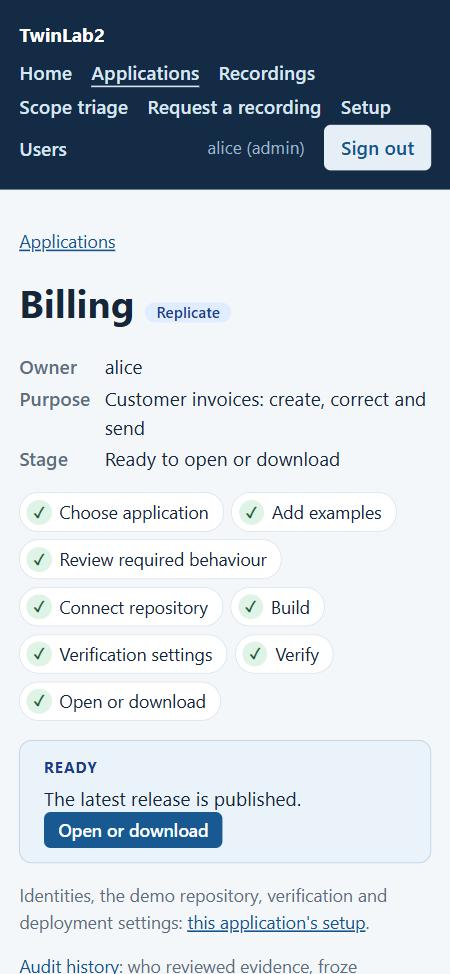 TwinLab2
Home Applications Recordings
Scope triage Request a recording Setup
Users alice (admin) Sign out
Applications
Billing Replicate
Owner alice
Purpose Customer invoices: create, correct and
send
Stage Ready to open or download
✓ Choose application ✓ Add examples
✓ Review required behaviour
✓ Connect repository ✓ Build
✓ Verification settings ✓ Verify
✓ Open or download
READY
The latest release is published.
Open or download
Identities, the demo repository, verification and
deployment settings: this application's setup.
Audit history: who reviewed evidence, froze